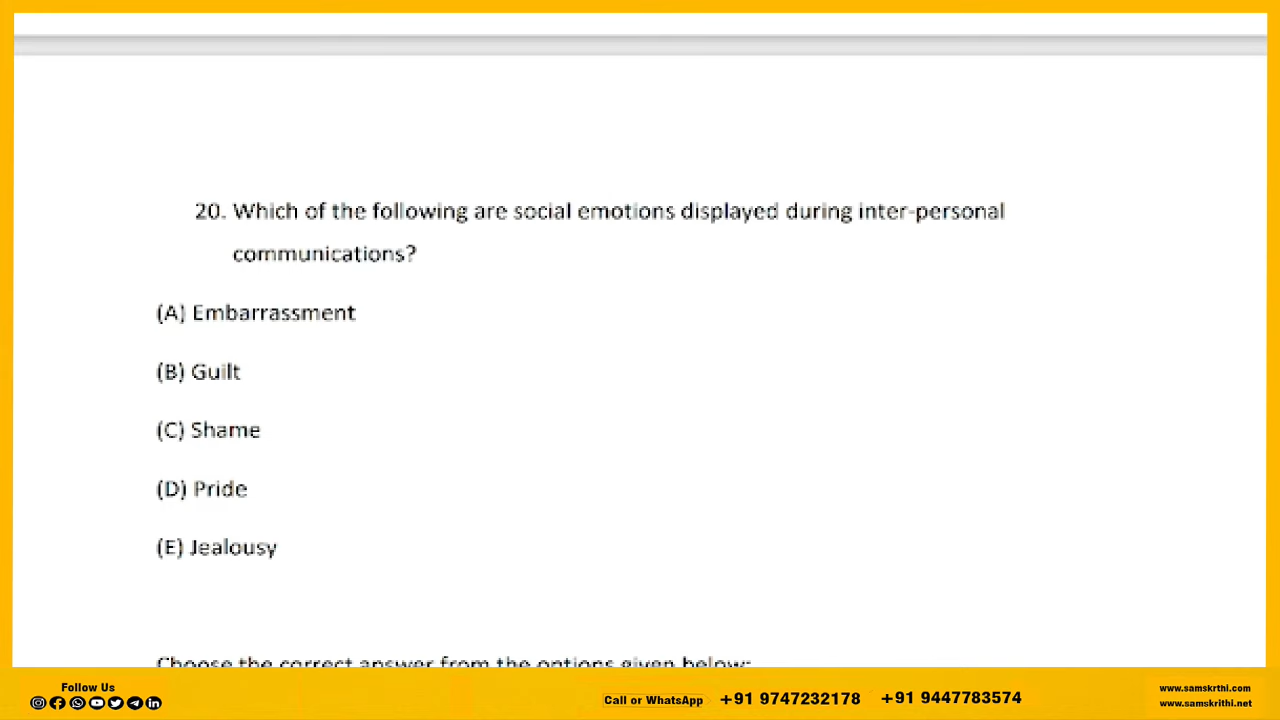 20. Which of the following are social emotions displayed during inter-personal
communications?
(A) Embarrassment
(B) Guilt
(C) Shame
(D) Pride
(E) Jealousy
Choose the correct answer from the options given below:
Follow Us
Call or WhatsApp +91 9747232178 +91 9447783574
www.samskrthi.com
www.samskrithi.net